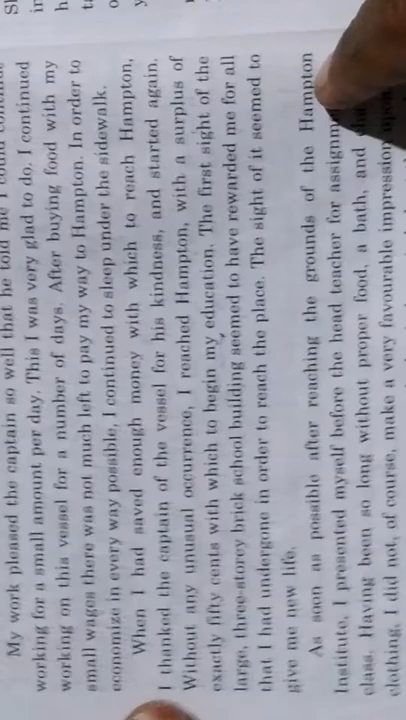 My work pleased the captain so well that he told me I could continue
working for a small amount per day. This I was very glad to do. I continued
working on this vessel for a number of days. After buying food with my
small wages there was not much left to pay my way to Hampton. In order to
economize in every way possible, I continued to sleep under the sidewalk.
When I had saved enough money with which to reach Hampton,
I thanked the captain of the vessel for his kindness, and started again.
Without any unusual occurrence, I reached Hampton, with a surplus of
exactly fifty cents with which to begin my education. The first sight of the
large, three-storey brick school building seemed to have rewarded me for all
that I had undergone in order to reach the place. The sight of it seemed to
give me new life.
As soon as possible after reaching the grounds of the Hampton
Institute, I presented myself before the head teacher for
class. Having been so long without proper food, a bath, and
clothing, I did not, of course, make a very favourable impression